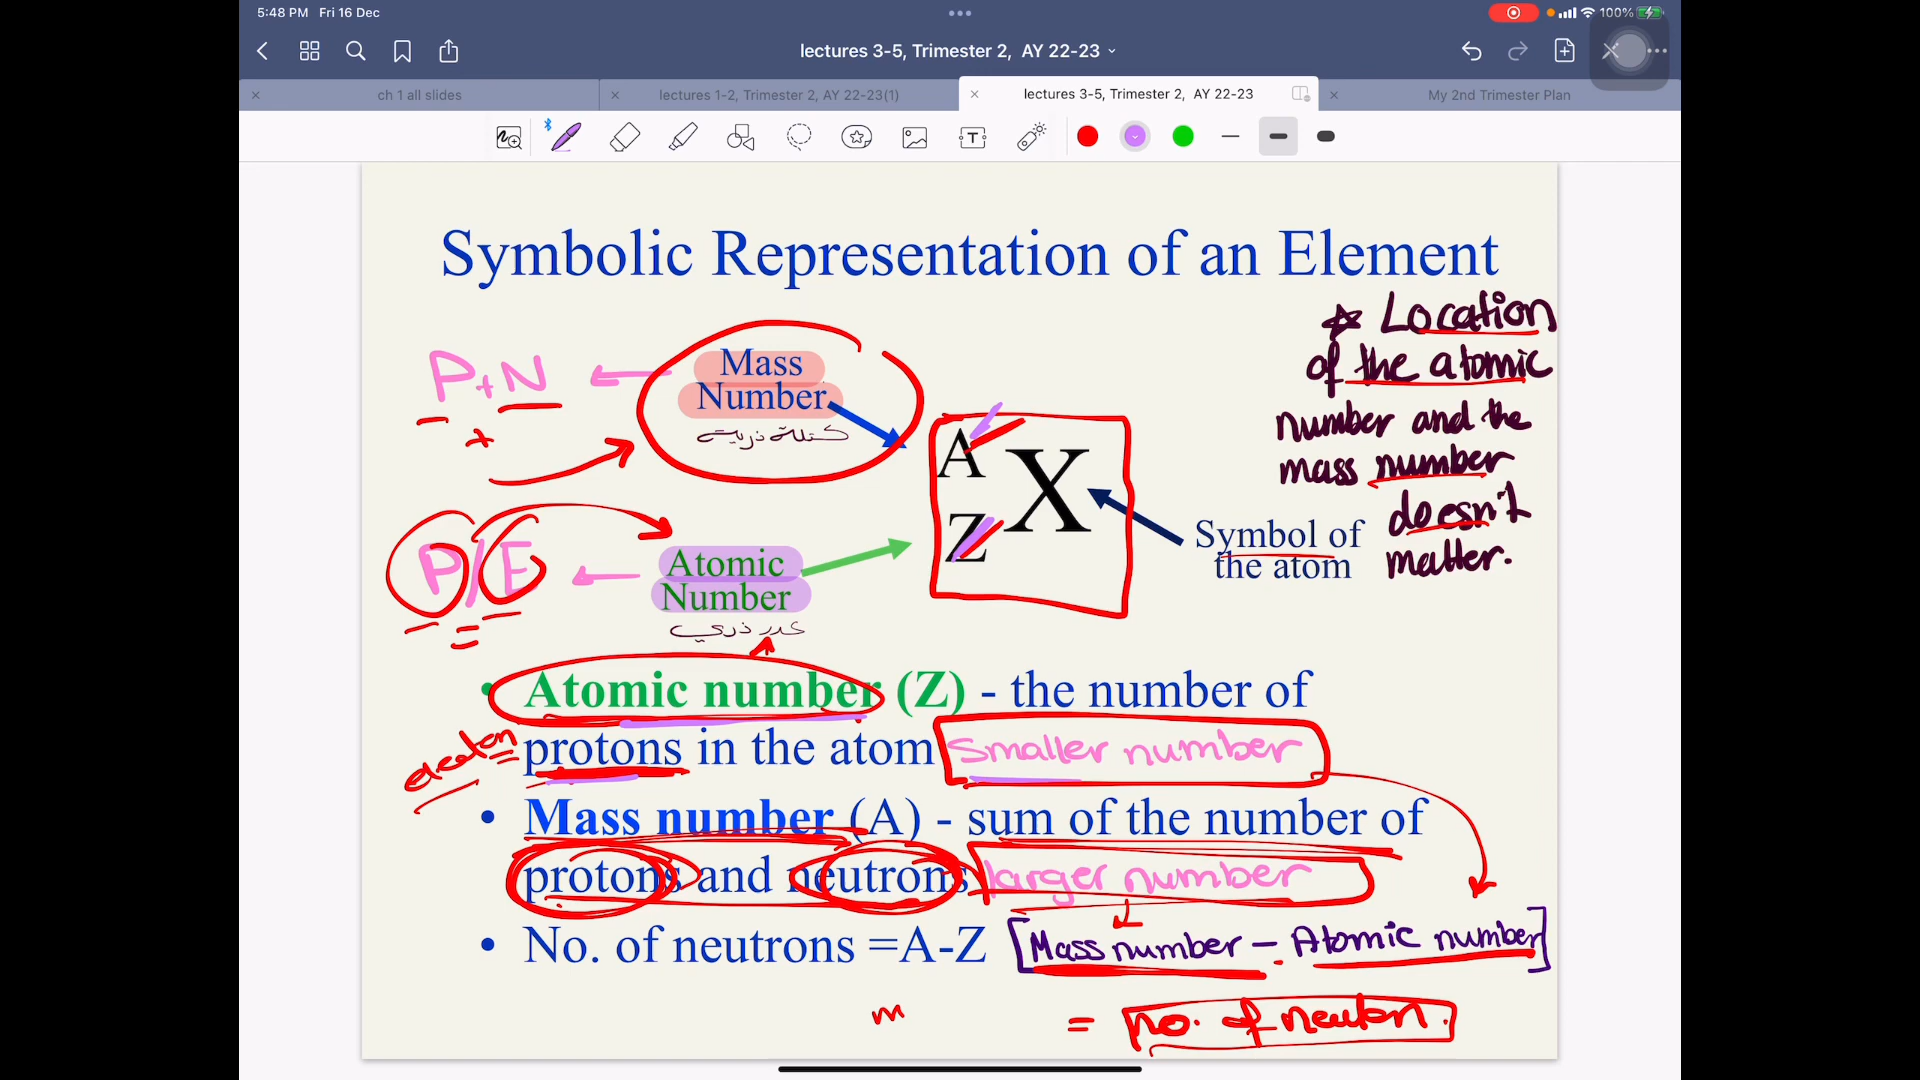 5:48 PM Fri 16 Dec
100%
lectures 3-5, Trimester 2, AY 22-23
ch 1 all slides
lectures 1-2, Trimester 2, AY 22-23(1)
lectures 3-5, Trimester 2, AY 22-23
My 2nd Trimester Plan
Symbolic Representation of an Element
* Location
of the atomic
number and the
mass number
doesn't
matter.
P+N
Mass
Number
كتلة ذرية
+
A
X
Z
P/E
Atomic
Number
عدد ذري
Symbol of
the atom
• Atomic number (Z) - the number of
protons in the atom smaller number
• Mass number (A) - sum of the number of
protons and neutrons larger number
• No. of neutrons =A-Z [Mass number - Atomic number]
= no. of neutron.